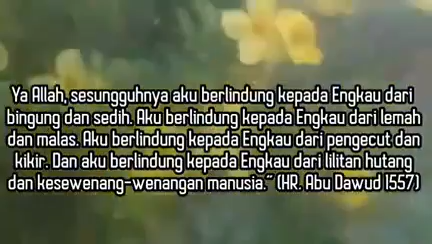 Ya Allah, sesungguhnya aku berlindung kepada Engkau dari
bingung dan sedih. Aku berlindung kepada Engkau dari lemah
dan malas. Aku berlindung kepada Engkau dari pengecut dan
kikir. Dan aku berlindung kepada Engkau dari lilitan hutang
dan kesewenang-wenangan manusia.” (HR. Abu Dawud 1557)